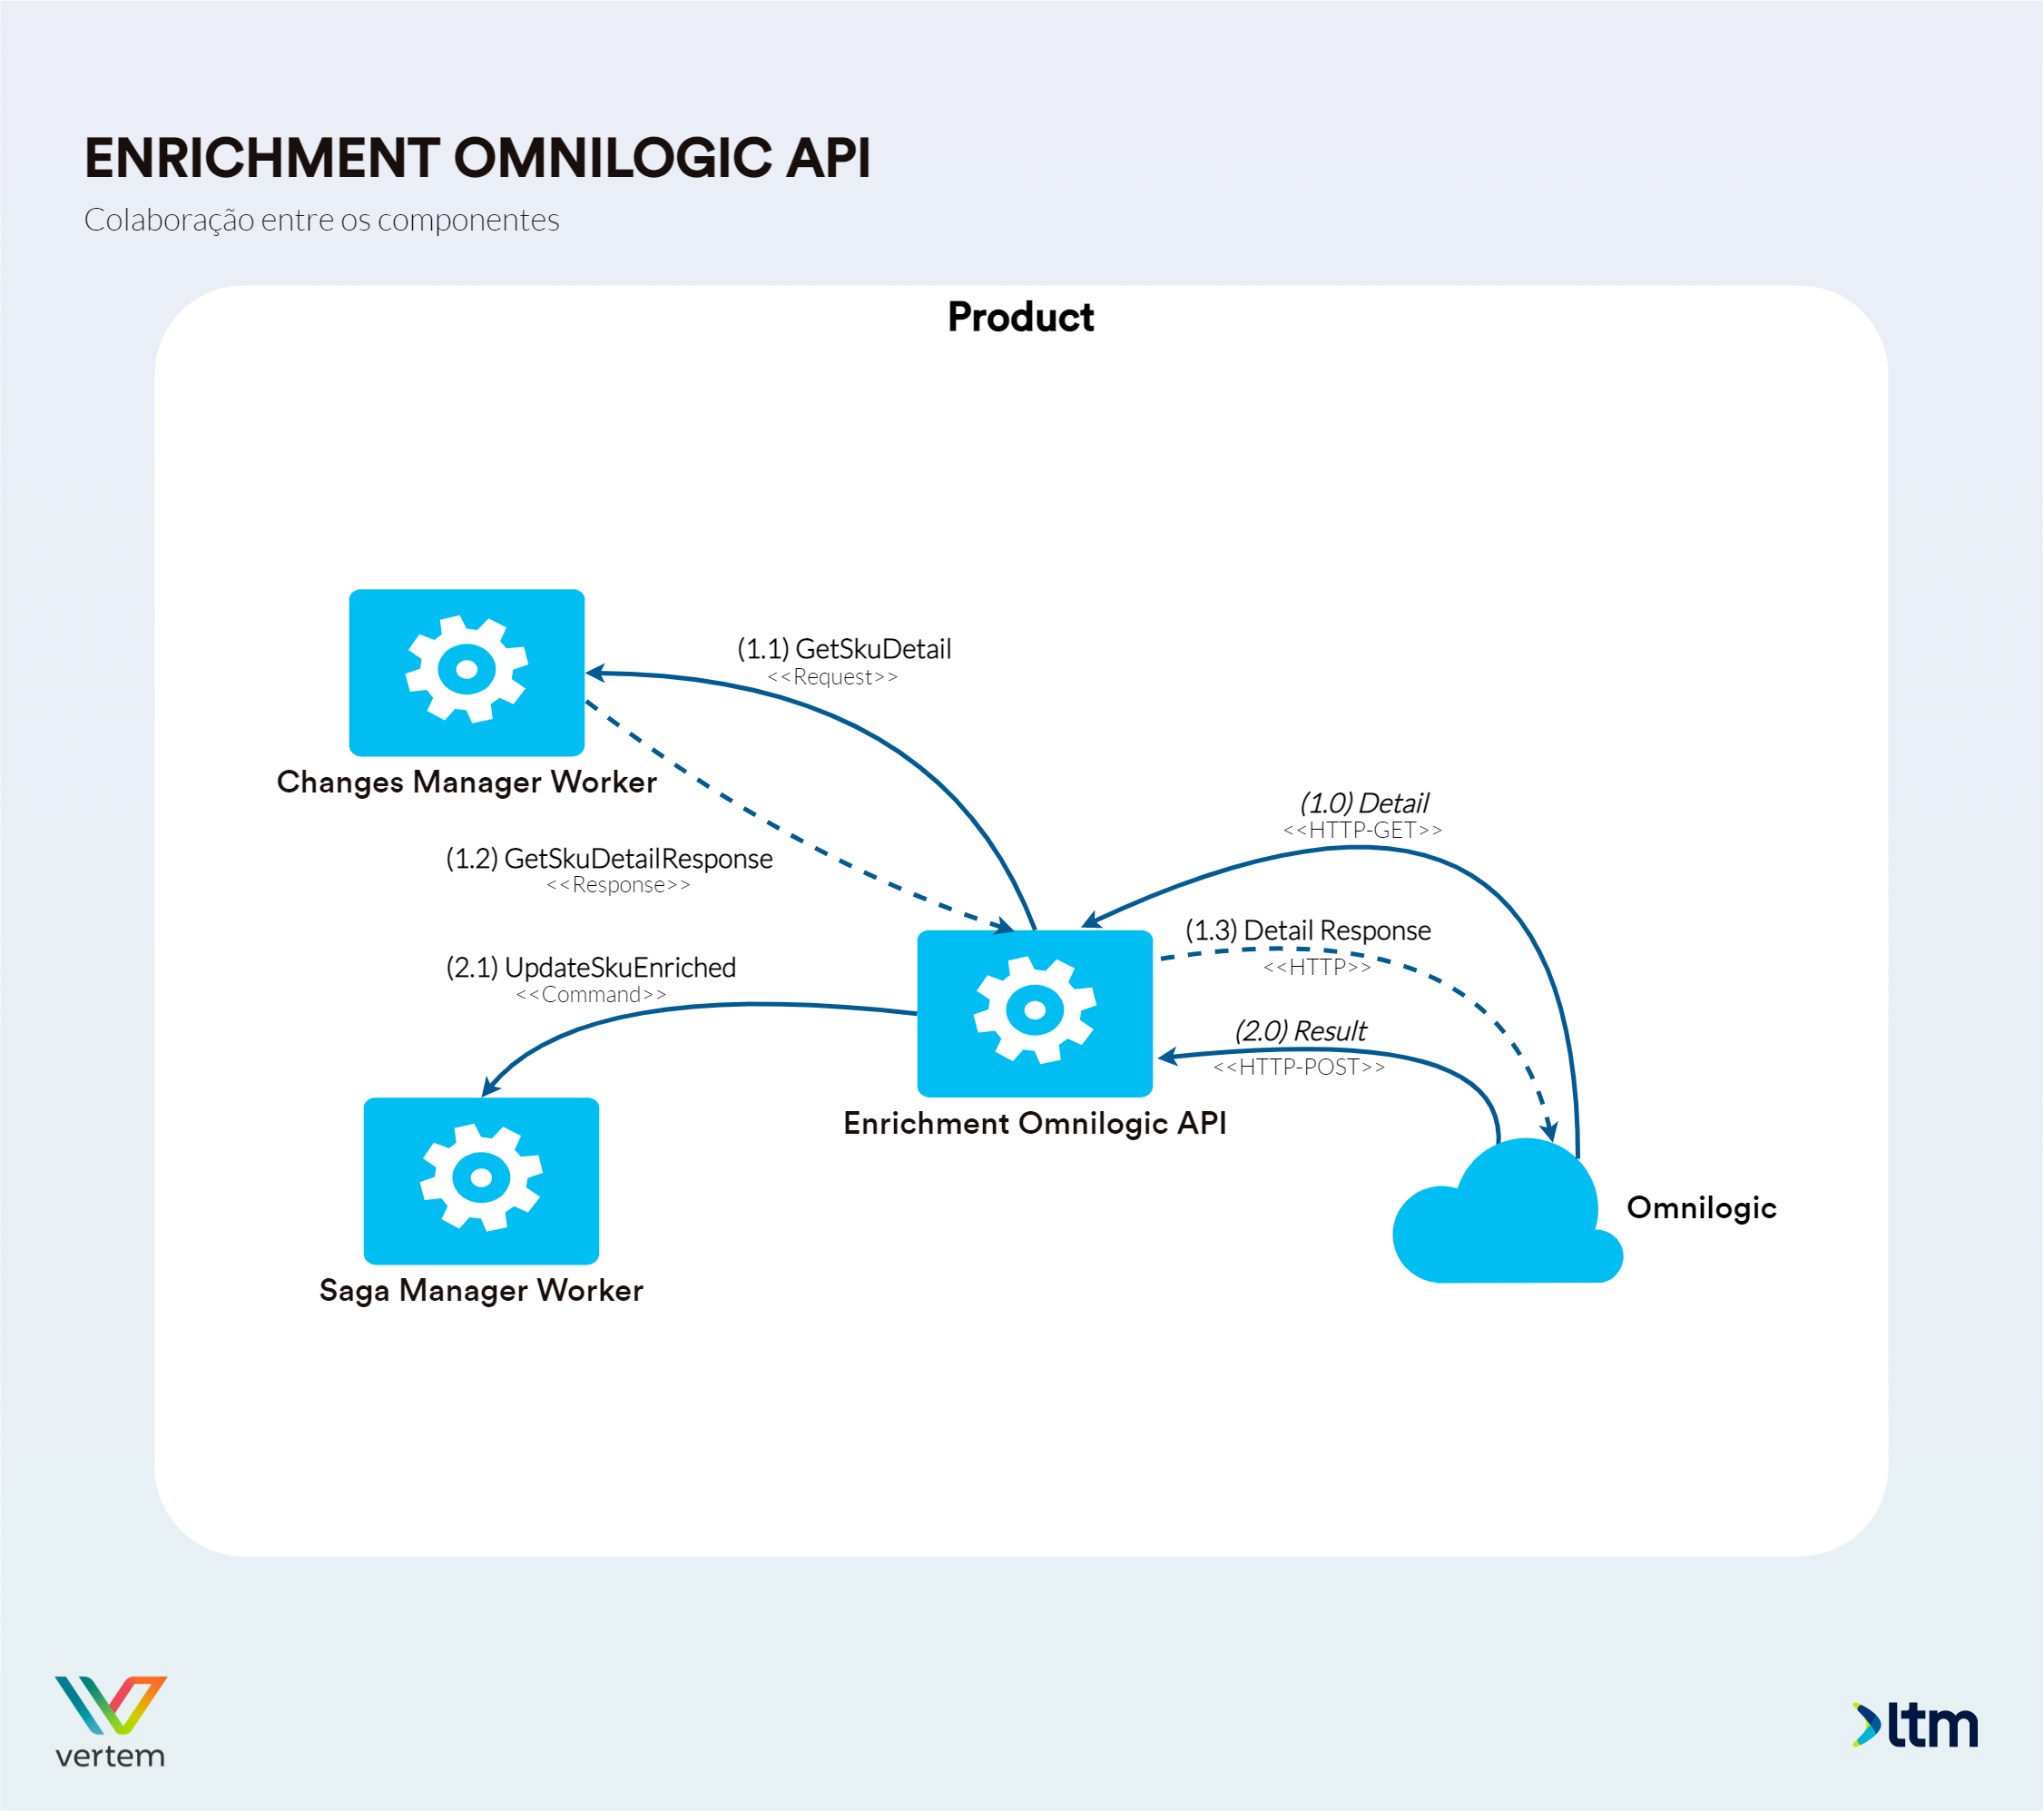 ENRICHMENT OMNILOGIC API
Colaboração entre os componentes
Product
(1.1) GetSkuDetail
<<Request>>
Changes Manager Worker
(1.0) Detail
<<HTTP-GET>>
(1.2) GetSkuDetailResponse
<<Response>>
(1.3) Detail Response
<<HTTP>>
(2.1) UpdateSkuEnriched
<<Command>>
(2.0) Result
<<HTTP-POST>>
Enrichment Omnilogic API
Omnilogic
Saga Manager Worker
vertem
ltm